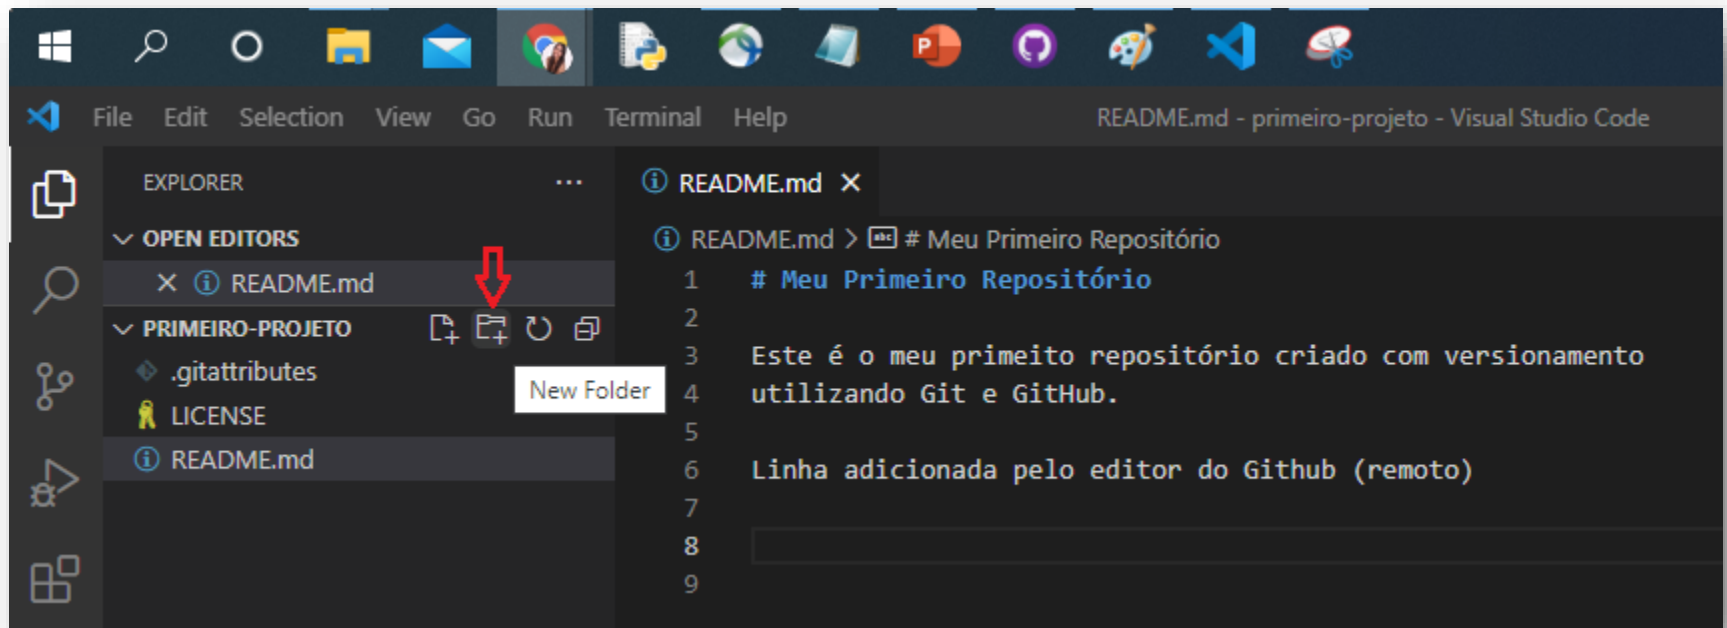 P
File Edit Selection View Go Run Terminal Help README.md - primeiro-projeto - Visual Studio Code
EXPLORER ···
OPEN EDITORS
README.md
PRIMEIRO-PROJETO
.gitattributes
New Folder
LICENSE
README.md
README.md
README.md > abc # Meu Primeiro Repositório
1 # Meu Primeiro Repositório
2
3 Este é o meu primeito repositório criado com versionamento
4 utilizando Git e GitHub.
5
6 Linha adicionada pelo editor do Github (remoto)
7
8
9